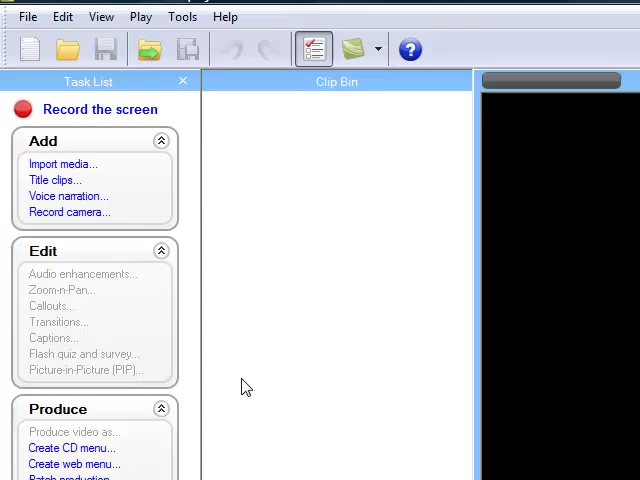 File Edit View Play Tools Help
Task List
Clip Bin
Record the screen
Add
Import media...
Title clips...
Voice narration...
Record camera...
Edit
Audio enhancements...
Zoom-n-Pan...
Callouts...
Transitions...
Captions...
Flash quiz and survey...
Picture-in-Picture (PIP)...
Produce
Produce video as...
Create CD menu...
Create web menu...
Batch production...